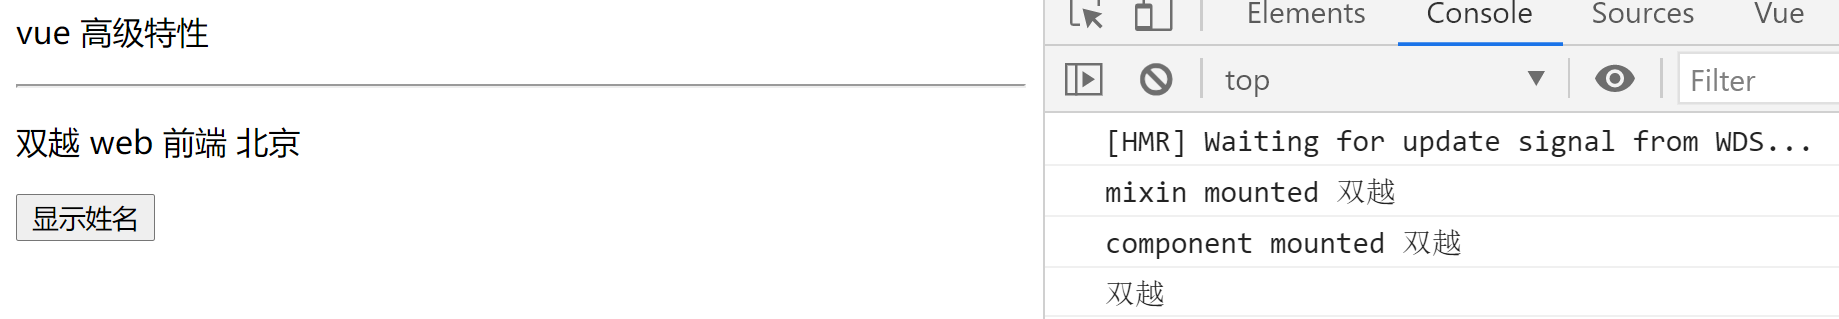 vue 高级特性
双越 web 前端 北京
显示姓名
Elements Console Sources Vue
top Filter
[HMR] Waiting for update signal from WDS...
mixin mounted 双越
component mounted 双越
双越